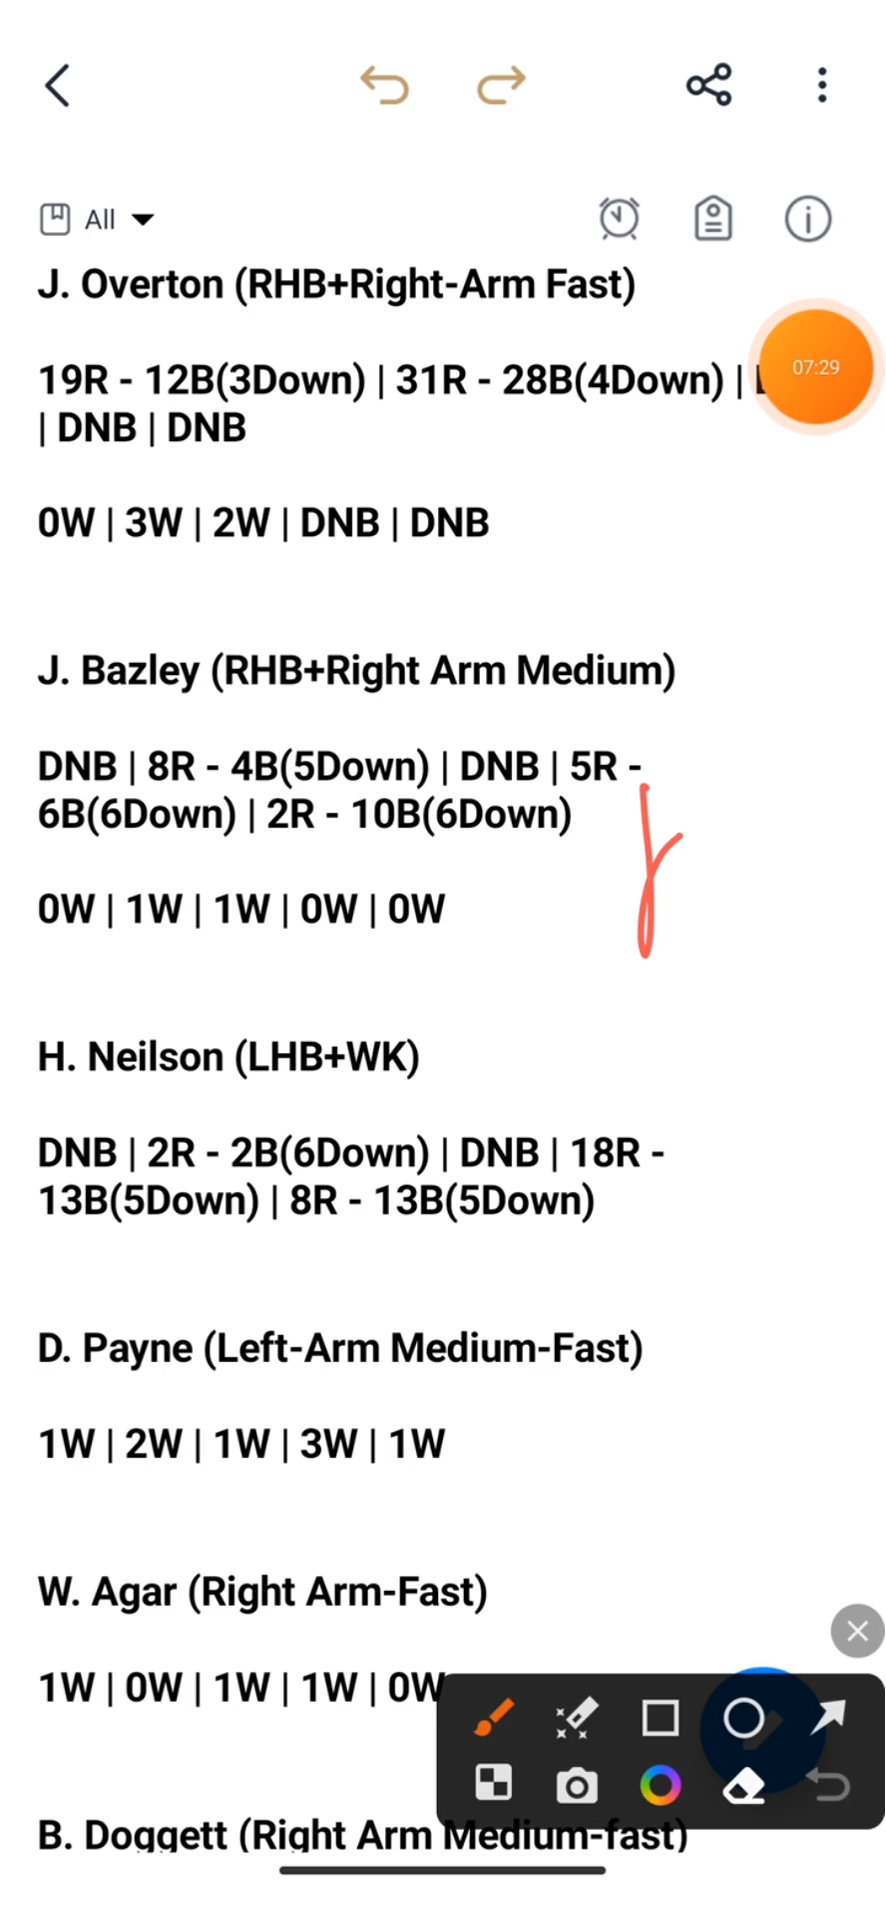 All
J. Overton (RHB+Right-Arm Fast)
07:29
19R - 12B(3Down) | 31R - 28B(4Down) |
| DNB | DNB
0W | 3W | 2W | DNB | DNB
J. Bazley (RHB+Right Arm Medium)
DNB | 8R - 4B(5Down) | DNB | 5R -
6B(6Down) | 2R - 10B(6Down)
0W | 1W | 1W | 0W | 0W
H. Neilson (LHB+WK)
DNB | 2R - 2B(6Down) | DNB | 18R -
13B(5Down) | 8R - 13B(5Down)
D. Payne (Left-Arm Medium-Fast)
1W | 2W | 1W | 3W | 1W
W. Agar (Right Arm-Fast)
1W | 0W | 1W | 1W | 0W
B. Doggett (Right Arm Medium-fast)